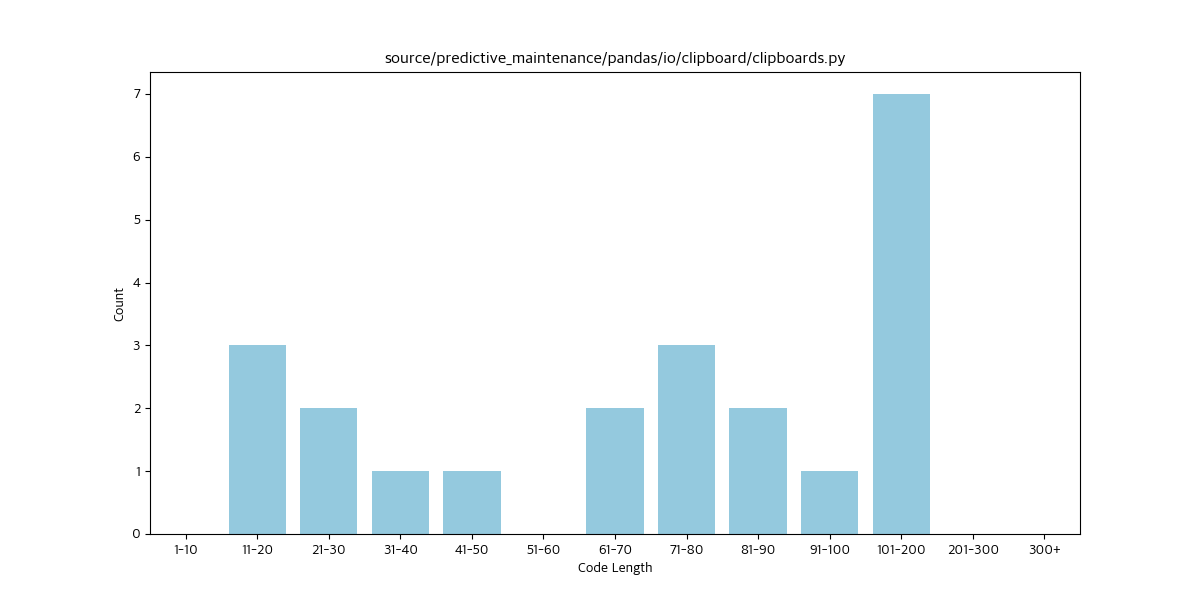 source/predictive_maintenance/pandas/io/clipboard/clipboards.py
7
6
5
4
3
2
1
0
Count
1-10 11-20 21-30 31-40 41-50 51-60 61-70 71-80 81-90 91-100 101-200 201-300 300+
Code Length